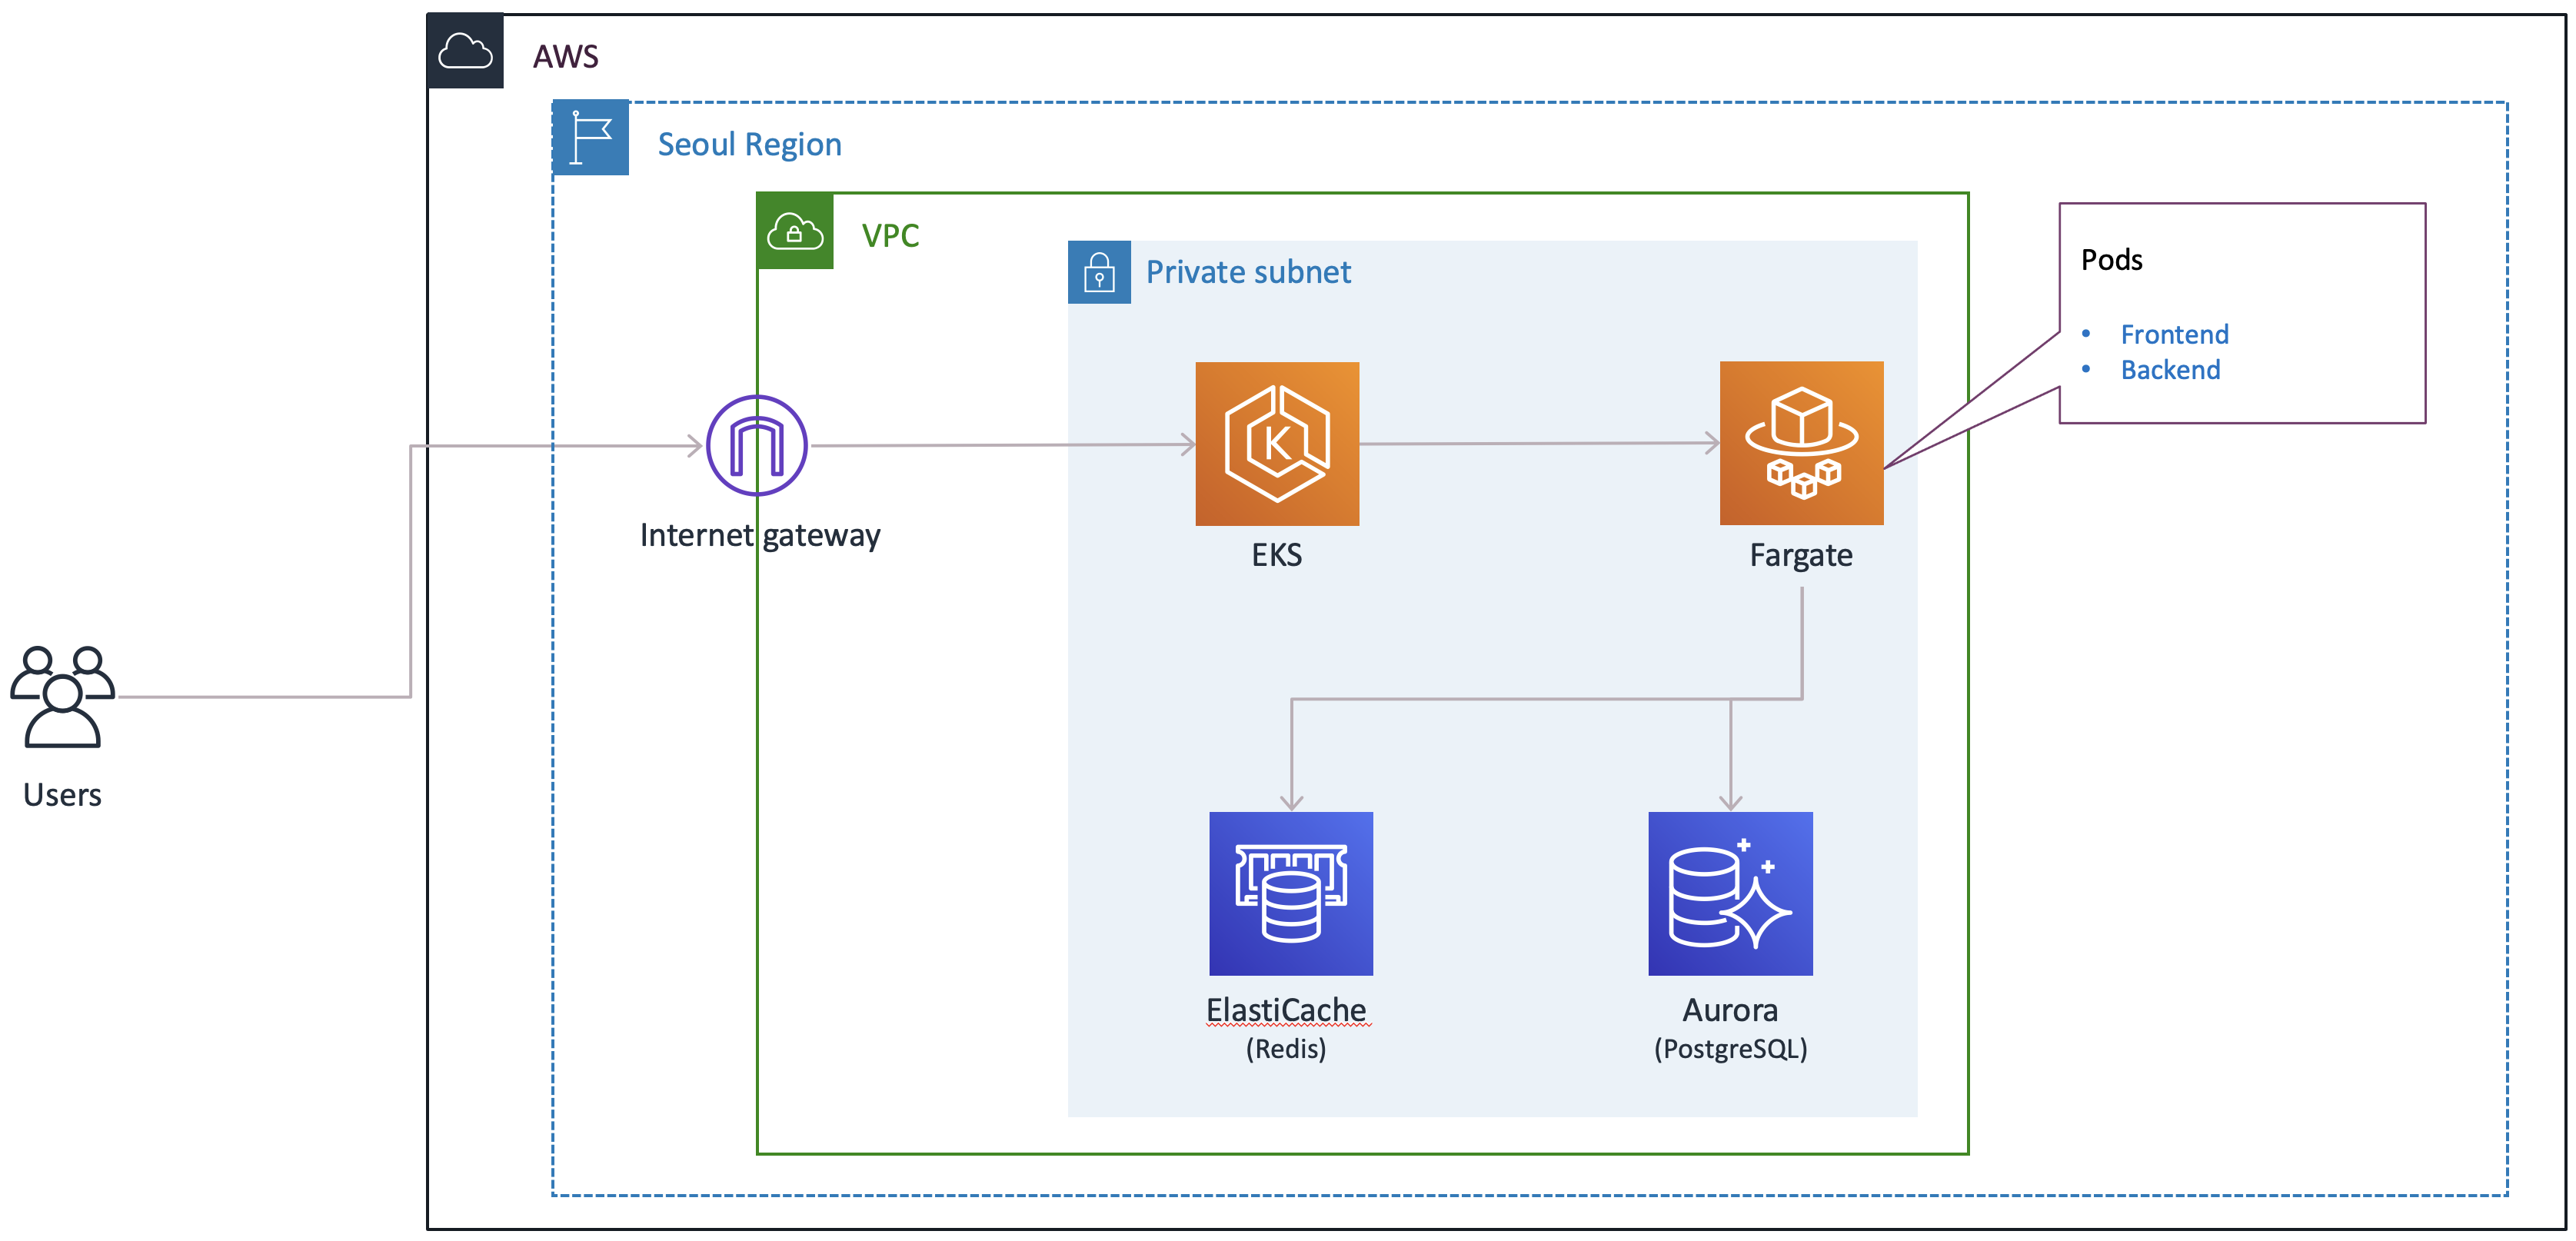 AWS
Seoul Region
VPC
Private subnet
Pods
• Frontend
• Backend
Internet gateway
EKS
Fargate
Users
ElastiCache
(Redis)
Aurora
(PostgreSQL)